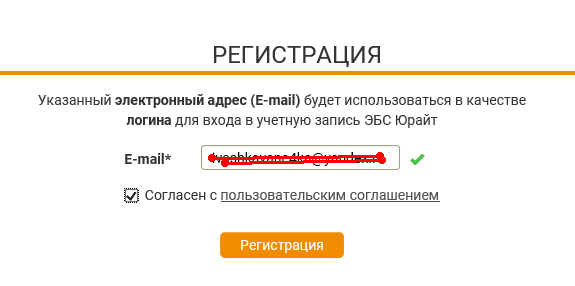 РЕГИСТРАЦИЯ
Указанный электронный адрес (E-mail) будет использоваться в качестве
логина для входа в учетную запись ЭБС Юрайт
E-mail*
Согласен с пользовательским соглашением
Регистрация